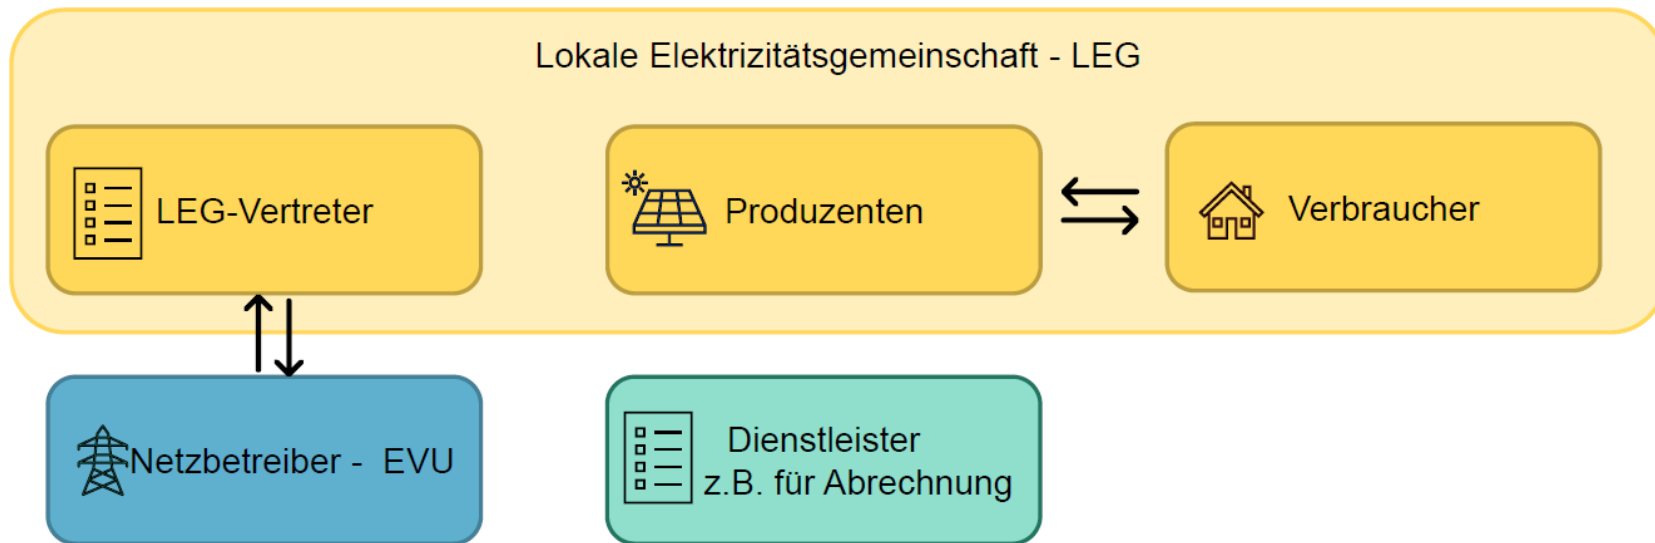 Lokale Elektrizitätsgemeinschaft - LEG
LEG-Vertreter
Produzenten
Verbraucher
Netzbetreiber - EVU
Dienstleister
z.B. für Abrechnung